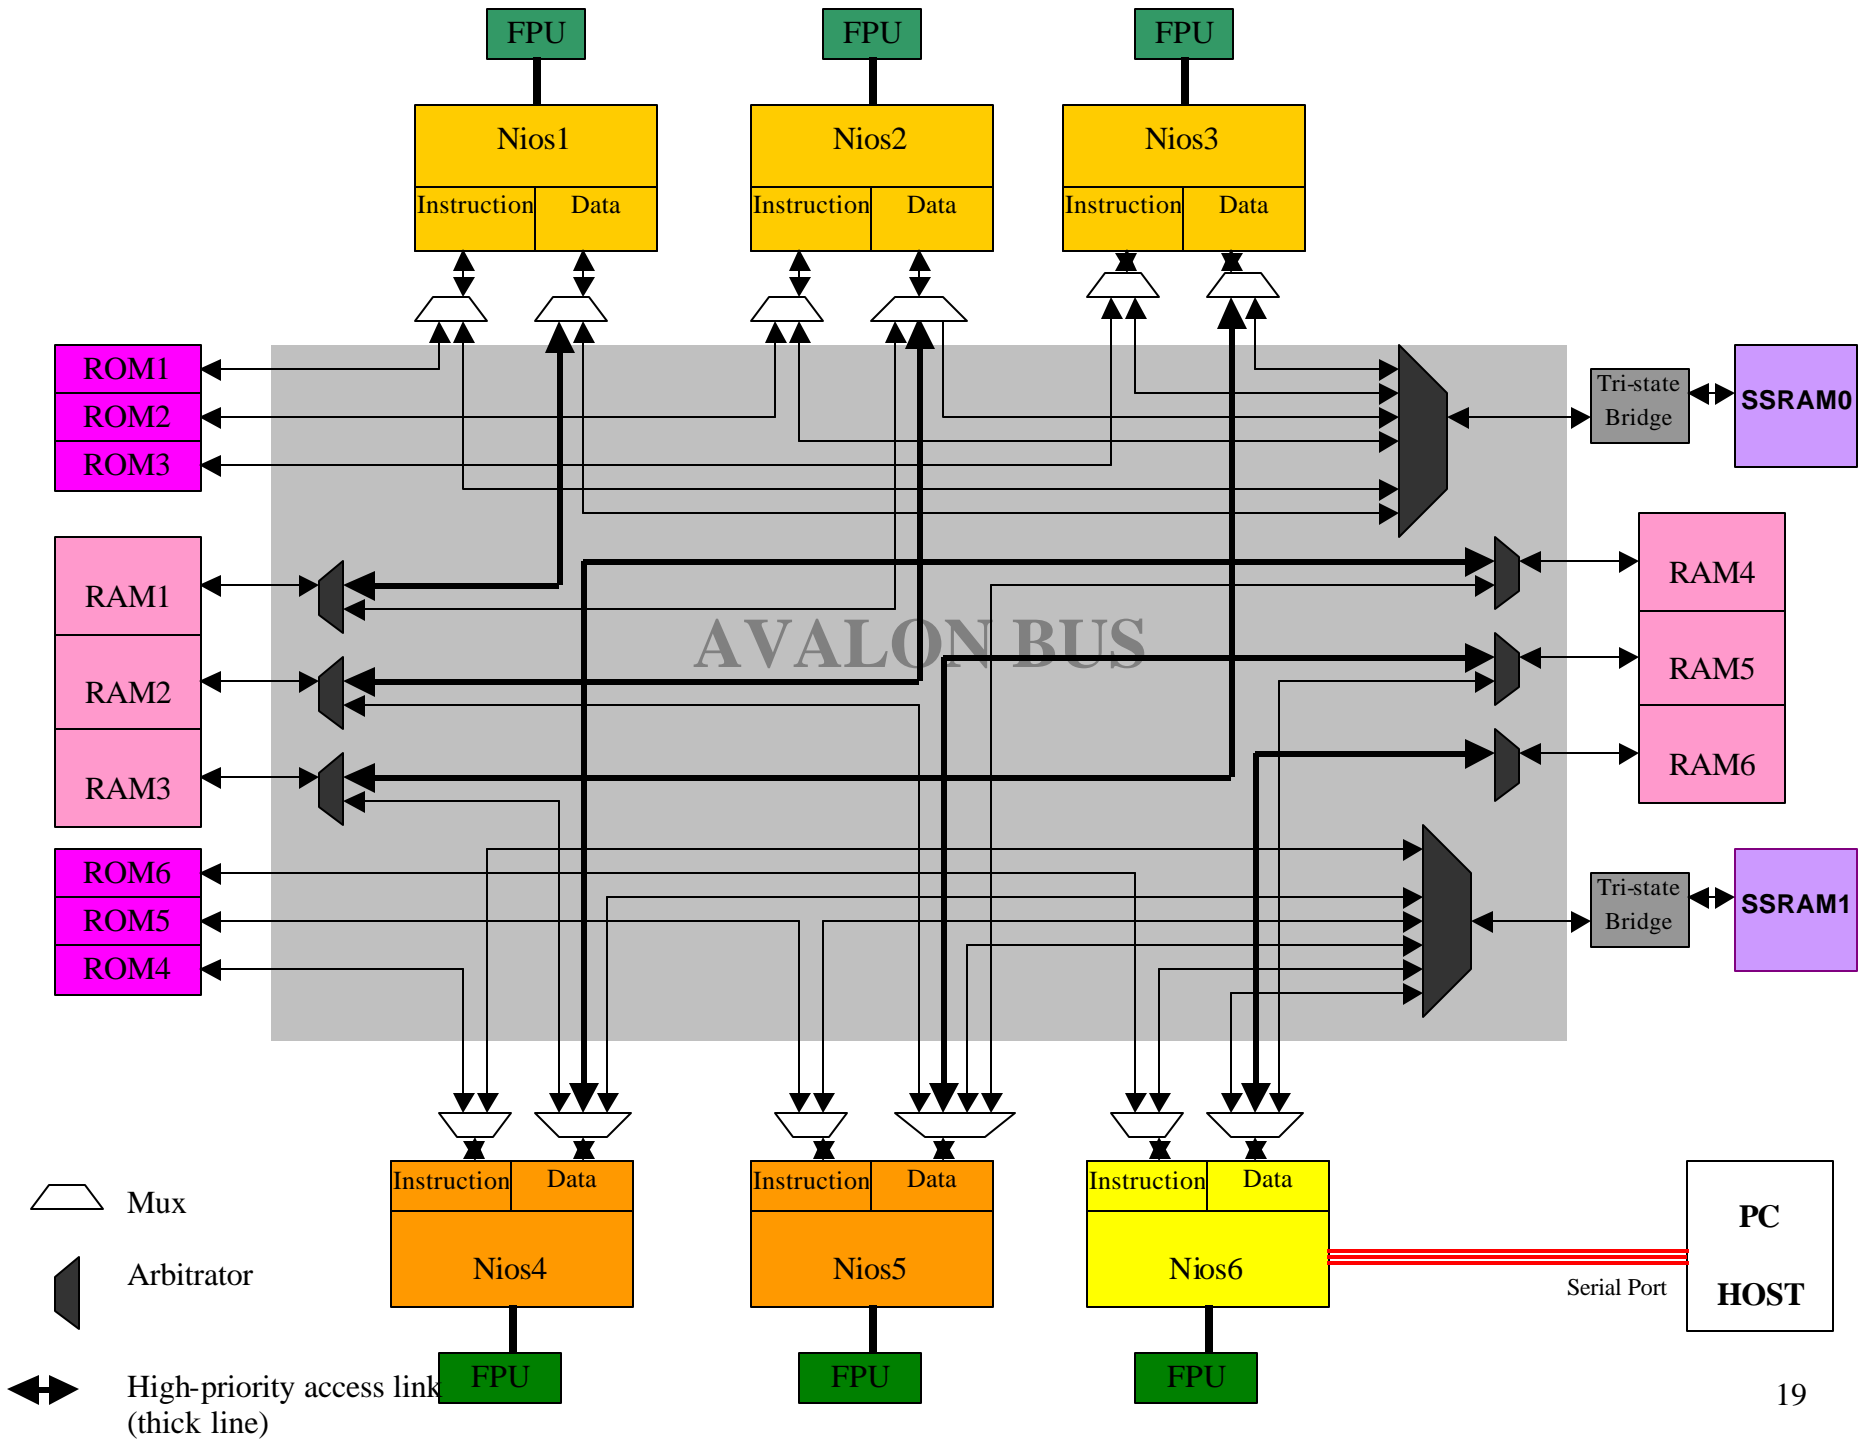 FPU
FPU
FPU
Nios1
Nios2
Nios3
Instruction
Data
Instruction
Data
Instruction
Data
ROM1
ROM2
ROM3
Tri-state
Bridge
SSRAM0
RAM1
RAM2
RAM3
AVALON BUS
RAM4
RAM5
RAM6
ROM6
ROM5
ROM4
Tri-state
Bridge
SSRAM1
Instruction
Data
Instruction
Data
Instruction
Data
Nios4
Nios5
Nios6
Serial Port
PC
HOST
FPU
FPU
FPU
Mux
Arbitrator
High-priority access link
(thick line)
19